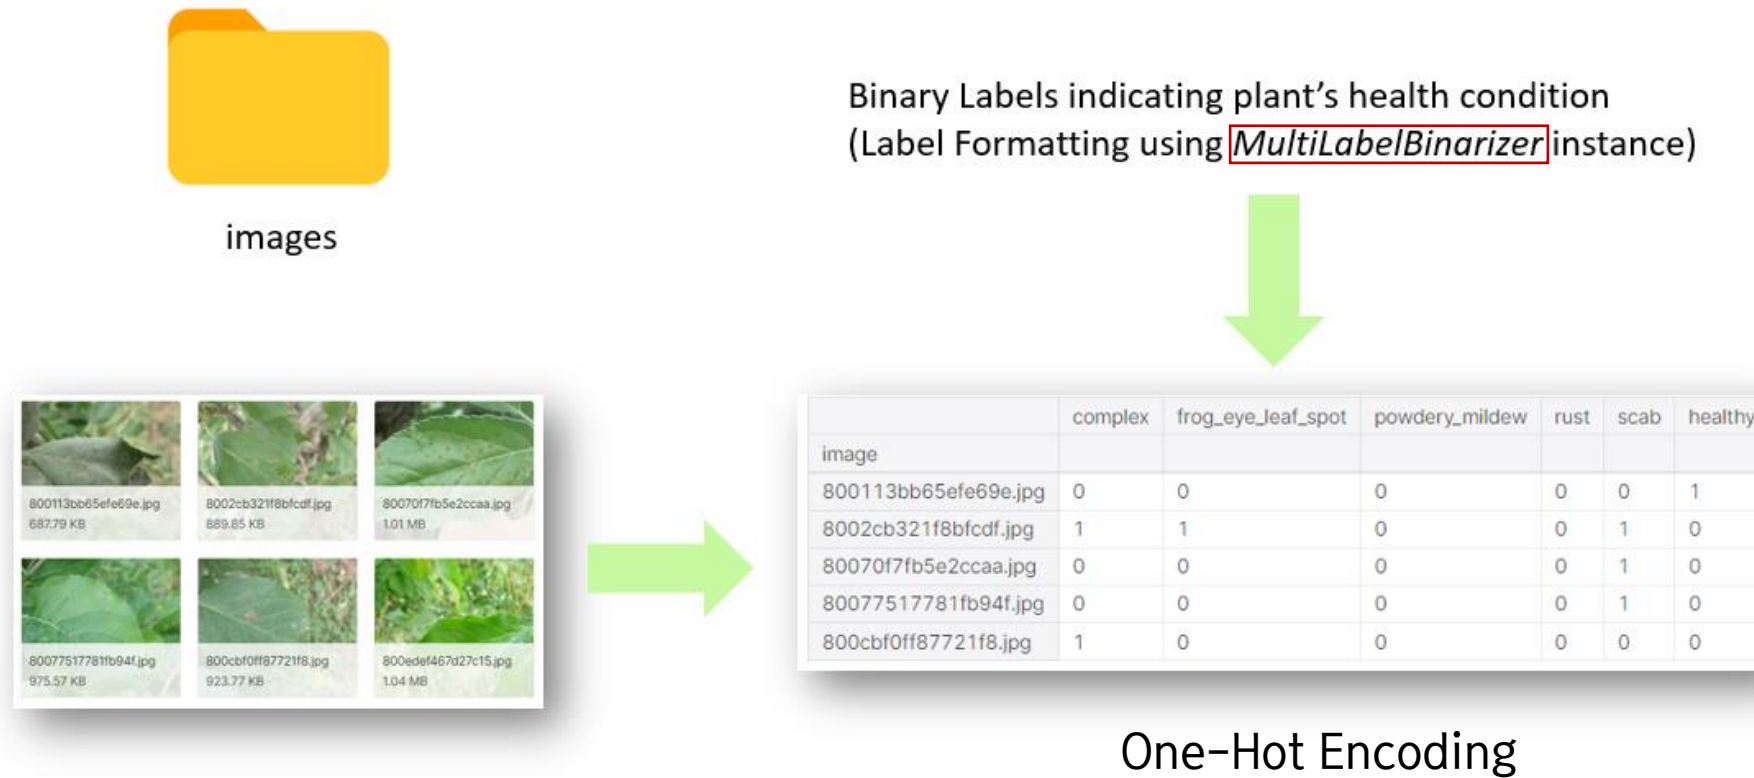 images
Binary Labels indicating plant's health condition
(Label Formatting using MultiLabelBinarizer instance)
800113bb65efe69e.jpg 8002cb321f8bfcdf.jpg 80070f7fb5e2ccaa.jpg
687.79 KB 889.85 KB 1.01 MB
80077517781fb94f.jpg 800cbf0ff87721f8.jpg 800edef467d27c15.jpg
975.57 KB 923.77 KB 1.04 MB
complex frog_eye_leaf_spot powdery_mildew rust scab healthy
image
800113bb65efe69e.jpg 0 0 0 0 0 1
8002cb321f8bfcdf.jpg 1 1 0 0 1 0
80070f7fb5e2ccaa.jpg 0 0 0 0 1 0
80077517781fb94f.jpg 0 0 0 0 1 0
800cbf0ff87721f8.jpg 1 0 0 0 0 0
One-Hot Encoding